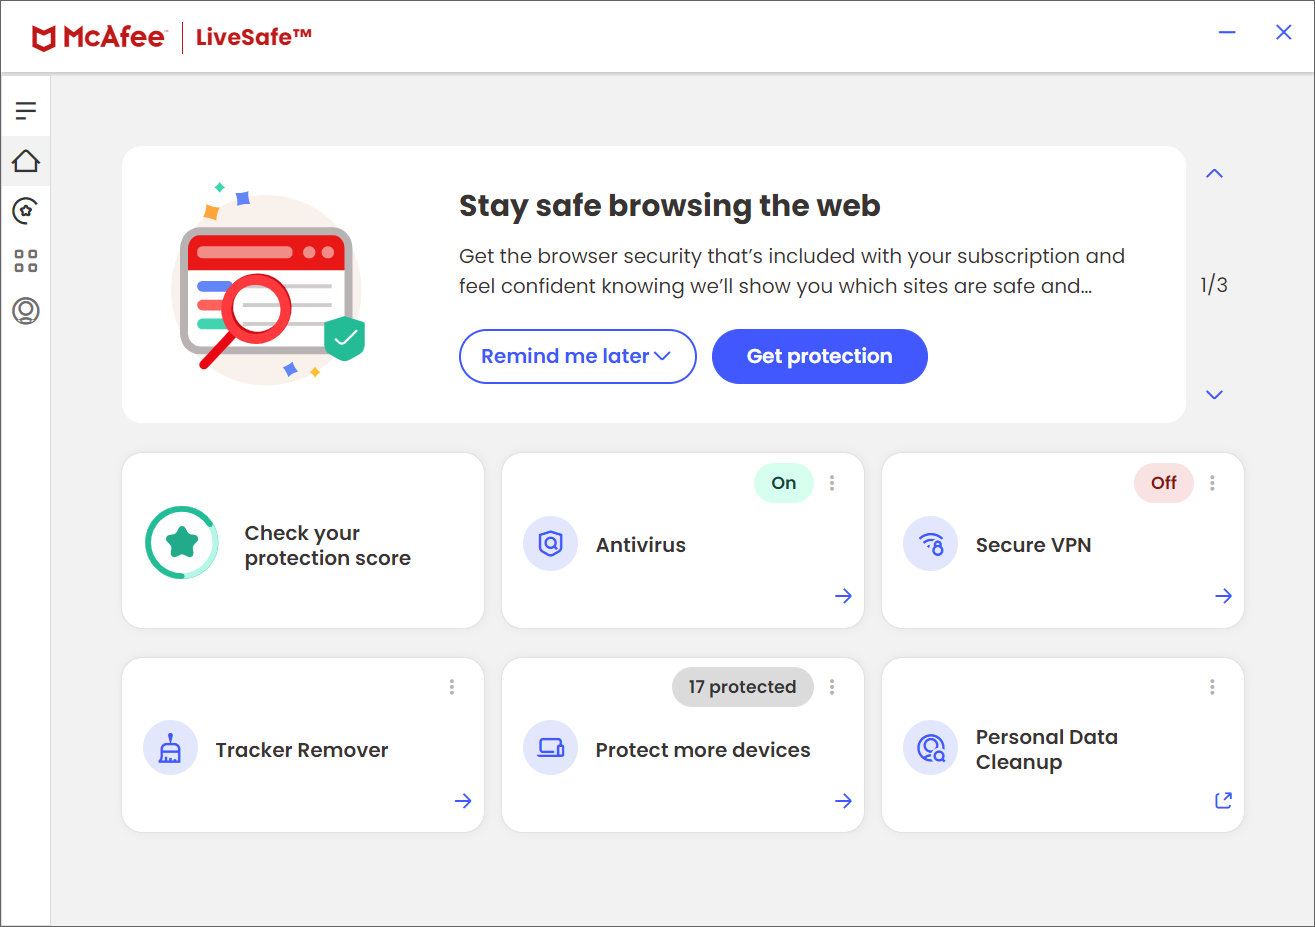 McAfee™ LiveSafe™
Stay safe browsing the web
Get the browser security that’s included with your subscription and
feel confident knowing we’ll show you which sites are safe and...
1/3
Remind me later
Get protection
Check your
protection score
On
Antivirus
Off
Secure VPN
Tracker Remover
17 protected
Protect more devices
Personal Data
Cleanup